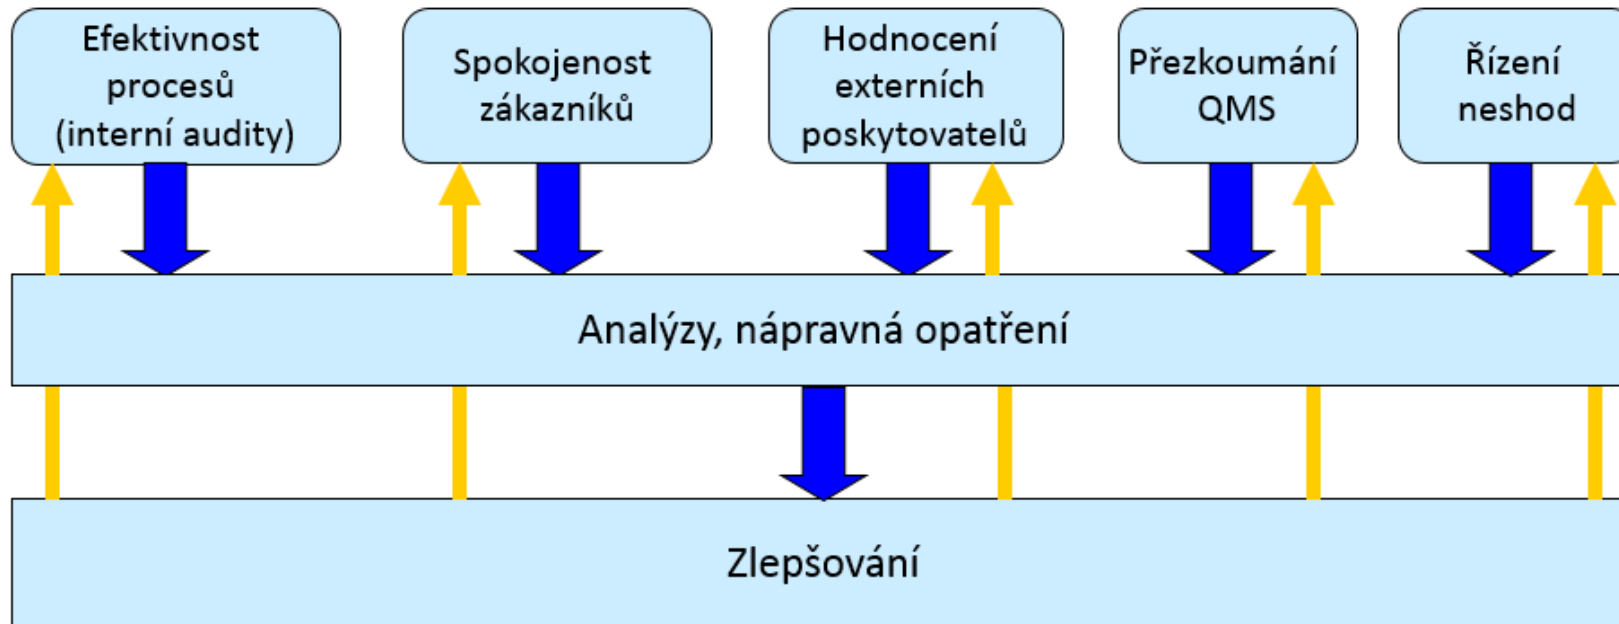 Efektivnost
procesů
(interní audity)
Spokojenost
zákazníků
Hodnocení
externích
poskytovatelů
Přezkoumání
QMS
Řízení
neshod
Analýzy, nápravná opatření
Zlepšování